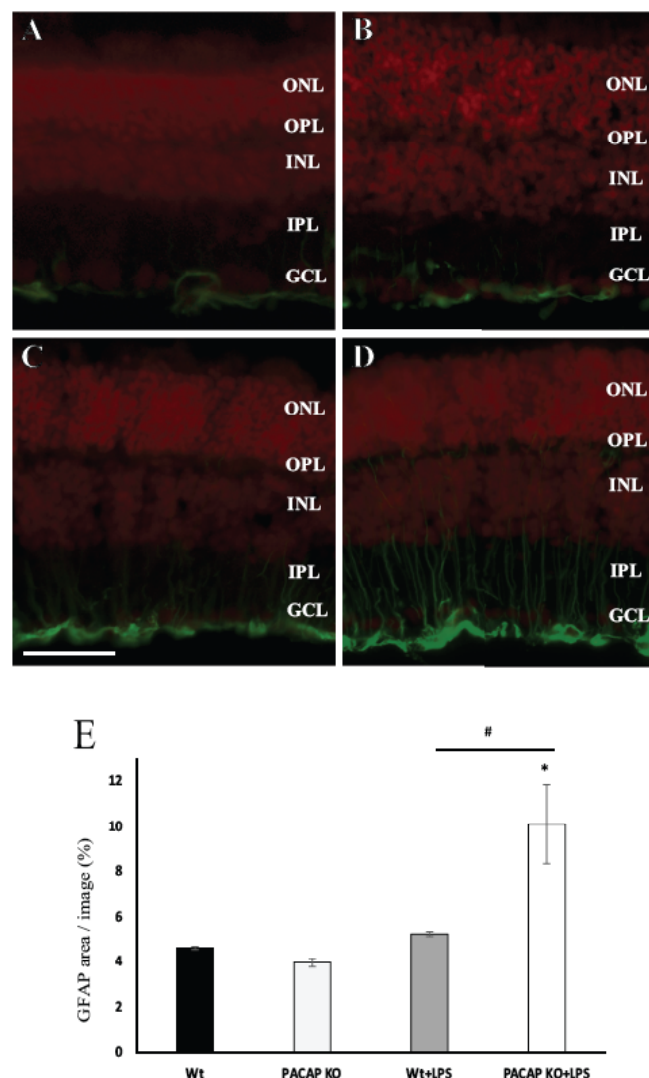 A
ONL
OPL
INL
IPL
GCL
B
ONL
OPL
INL
IPL
GCL
C
ONL
OPL
INL
IPL
GCL
D
ONL
OPL
INL
IPL
GCL
E
#
*
GFAP area / image (%)
12
10
8
6
4
2
0
Wt
PACAP KO
Wt+LPS
PACAP KO+LPS